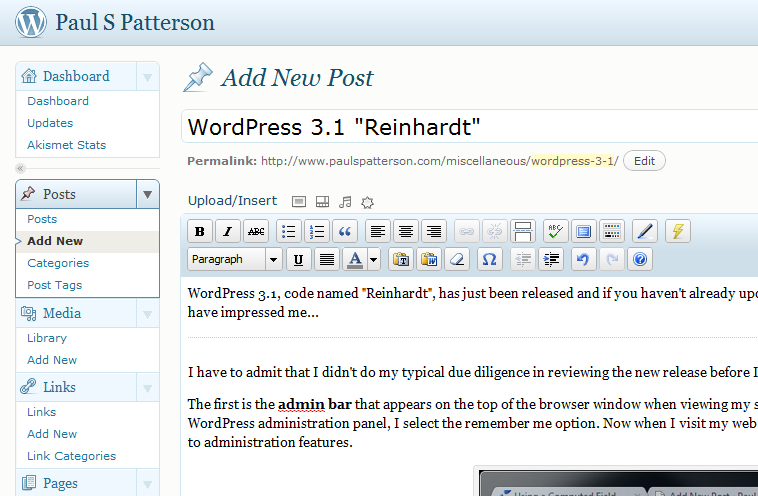 Paul S Patterson
Dashboard
Dashboard
Updates
Akismet Stats
Posts
Posts
Add New
Categories
Post Tags
Media
Library
Add New
Links
Links
Add New
Link Categories
Pages
Add New Post
WordPress 3.1 "Reinhardt"
Permalink: http://www.paulspatterson.com/miscellaneous/wordpress-3-1/ Edit
Upload/Insert
B I ABC ABC
Paragraph U A T W Ω
WordPress 3.1, code named "Reinhardt", has just been released and if you haven't already
have impressed me...
I have to admit that I didn't do my typical due diligence in reviewing the new release before I
The first is the admin bar that appears on the top of the browser window when viewing my
WordPress administration panel, I select the remember me option. Now when I visit my web
to administration features.
Using a Computed Field Add New Post - Paul